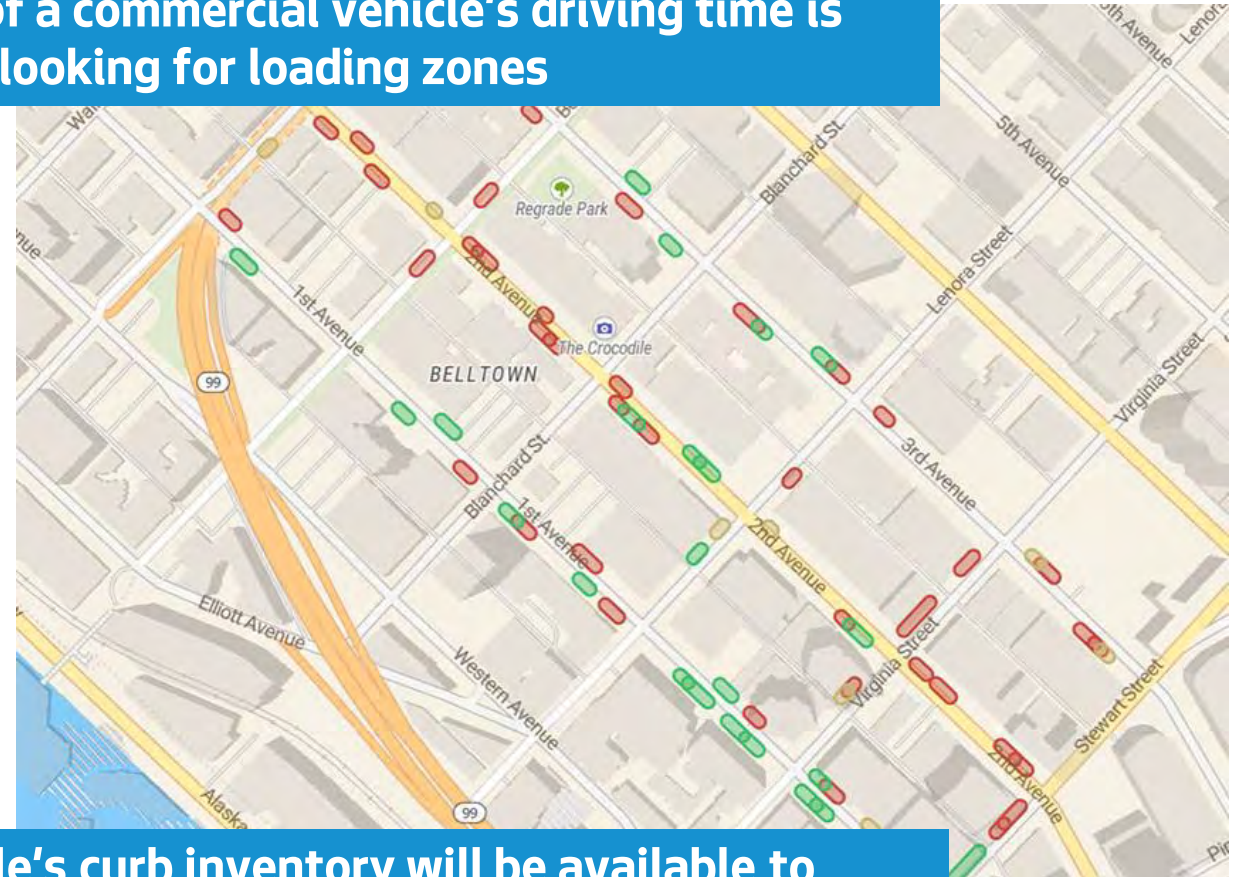 of a commercial vehicle's driving time is
looking for loading zones
Lenora
5th Avenue
Blanchard St
Regrade Park
Lenora Street
2nd Avenue
1st Avenue
The Crocodile
Virginia Street
99
BELLTOWN
3rd Avenue
Blanchard St.
1st Avenue
2nd Avenue
Elliott Avenue
Virginia Street
Western Avenue
Stewart Street
2nd Avenue
99
curb inventory will be available to